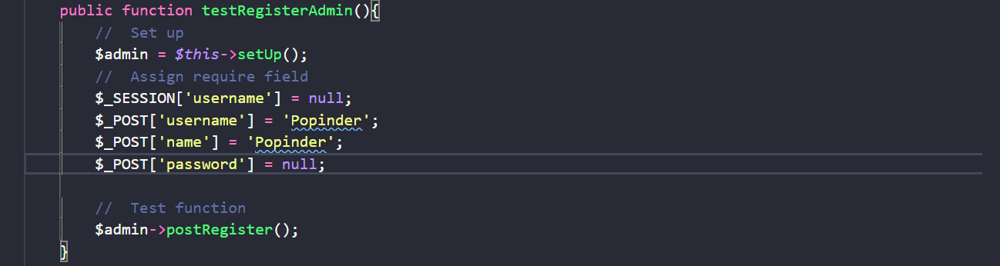 public function testRegisterAdmin(){
//  Set up
$admin = $this->setUp();
//  Assign require field
$_SESSION['username'] = null;
$_POST['username'] = 'Popinder';
$_POST['name'] = 'Popinder';
$_POST['password'] = null;
//  Test function
$admin->postRegister();
}